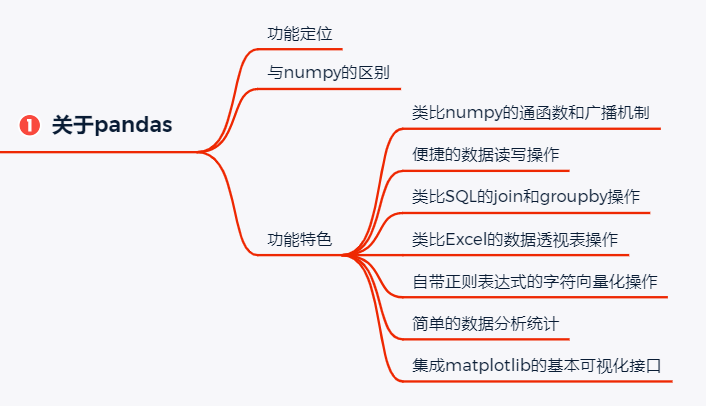 功能定位
与numpy的区别
1 关于pandas
类比numpy的通函数和广播机制
便捷的数据读写操作
类比SQL的join和groupby操作
功能特色
类比Excel的数据透视表操作
自带正则表达式的字符向量化操作
简单的数据分析统计
集成matplotlib的基本可视化接口